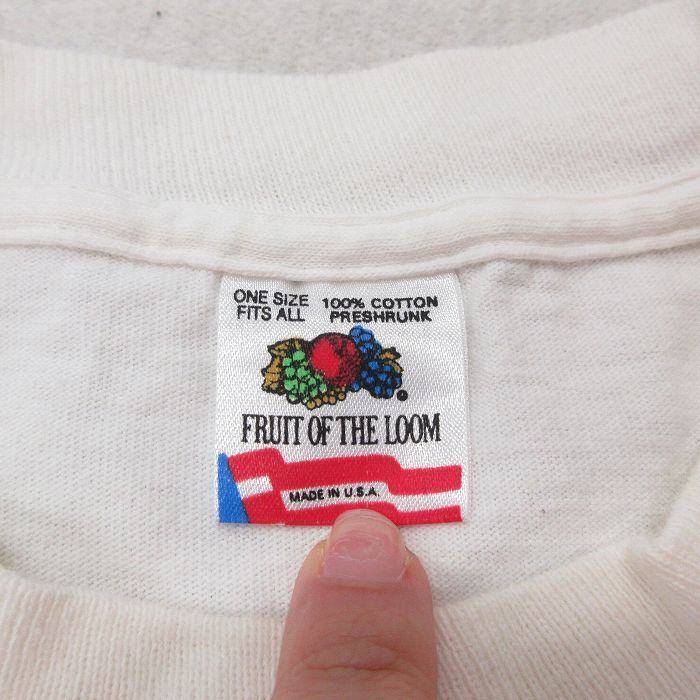 ONE SIZE
FITS ALL
100% COTTON
PRESHRUNK
®
FRUIT OF THE LOOM
MADE IN U.S.A.